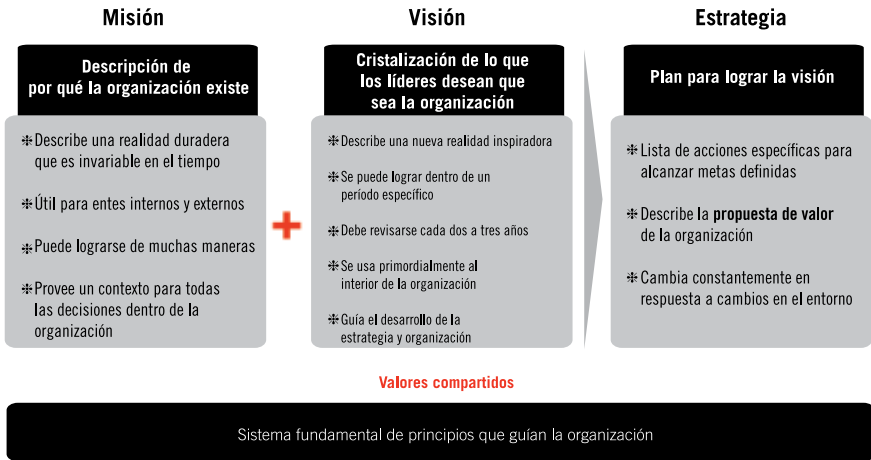 Misión
Descripción de
por qué la organización existe
❉Describe una realidad duradera
que es invariable en el tiempo
❉Útil para entes internos y externos
❉Puede lograrse de muchas maneras
❉Provee un contexto para todas
las decisiones dentro de la
organización
+
Visión
Cristalización de lo que
los líderes desean que
sea la organización
❉Describe una nueva realidad inspiradora
❉Se puede lograr dentro de un
período específico
❉Debe revisarse cada dos a tres años
❉Se usa primordialmente al
interior de la organización
❉Guía el desarrollo de la
estrategia y organización
Estrategia
Plan para lograr la visión
❉Lista de acciones específicas para
alcanzar metas definidas
❉Describe la propuesta de valor
de la organización
❉Cambia constantemente en
respuesta a cambios en el entorno
Valores compartidos
Sistema fundamental de principios que guían la organización